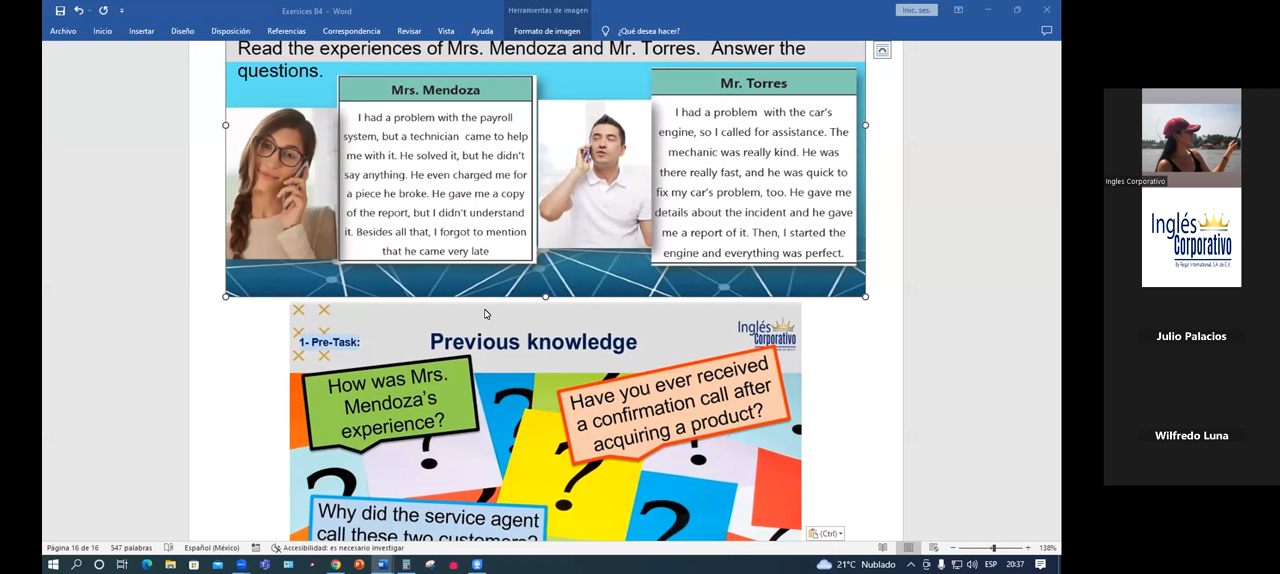 Exersices B4 - Word
Herramientas de imagen
Inic. ses.
Archivo Inicio Insertar Diseño Disposición Referencias Correspondencia Revisar Vista Ayuda Formato de imagen ¿Qué desea hacer?
Read the experiences of Mrs. Mendoza and Mr. Torres. Answer the
questions.
Mrs. Mendoza
I had a problem with the payroll
system, but a technician came to help
me with it. He solved it, but he didn't
say anything. He even charged me for
a piece he broke. He gave me a copy
of the report, but I didn't understand
it. Besides all that, I forgot to mention
that he came very late
Mr. Torres
I had a problem with the car's
engine, so I called for assistance. The
mechanic was really kind. He was
there really fast, and he was quick to
fix my car's problem, too. He gave me
details about the incident and he gave
me a report of it. Then, I started the
engine and everything was perfect.
1- Pre-Task:
Previous knowledge
Inglés
Corporativo
How was Mrs.
Mendoza's
experience?
Have you ever received
a confirmation call after
acquiring a product?
Why did the service agent
call these two customers?
(Ctrl)
Página 16 de 16 547 palabras Español (México) Accesibilidad: es necesario investigar
138%
21°C Nublado ESP 20:37
Ingles Corporativo
Inglés
Corporativo
By Regal International, S.A. de C.V.
Julio Palacios
Wilfredo Luna